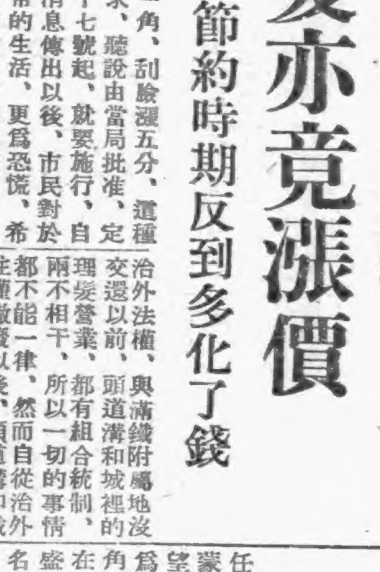 亦竟漲價
節約時期反到多化了錢
一角、刮臉漲五分、這種
求、聽說由當局批准、定
十七號起、就要施行、自
消息傳出以後、市民對於
常的生活、更爲恐慌、希
治外法權、與滿鐵附屬地沒
交還以前、頭道溝和城裡的
理髮營業、都有組合統制、
兩不相干、所以一切的事情
都不能一律、然而自從治外
任
蒙
望
爲
角
在
盛
名